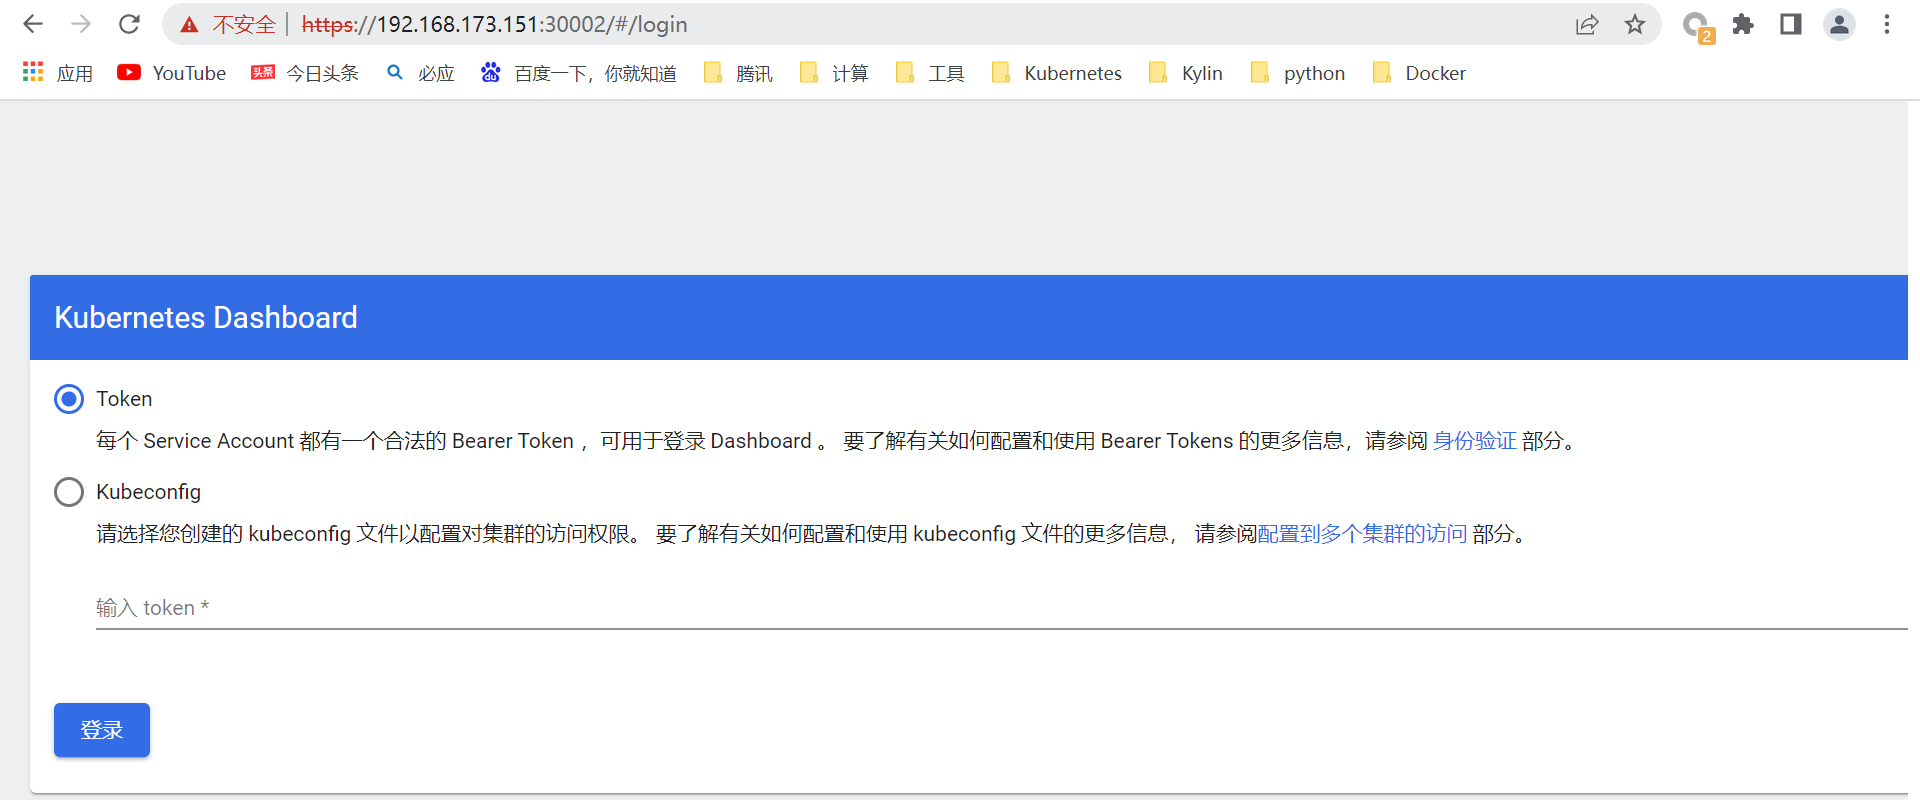 不安全 | https://192.168.173.151:30002/#/login
2
应用 YouTube 头条 今日头条 必应 du 百度一下，你就知道 腾讯 计算 工具 Kubernetes Kylin python Docker
Kubernetes Dashboard
Token
每个 Service Account 都有一个合法的 Bearer Token ，可用于登录 Dashboard 。 要了解有关如何配置和使用 Bearer Tokens 的更多信息，请参阅 身份验证 部分。
Kubeconfig
请选择您创建的 kubeconfig 文件以配置对集群的访问权限。 要了解有关如何配置和使用 kubeconfig 文件的更多信息， 请参阅配置到多个集群的访问 部分。
输入 token *
登录